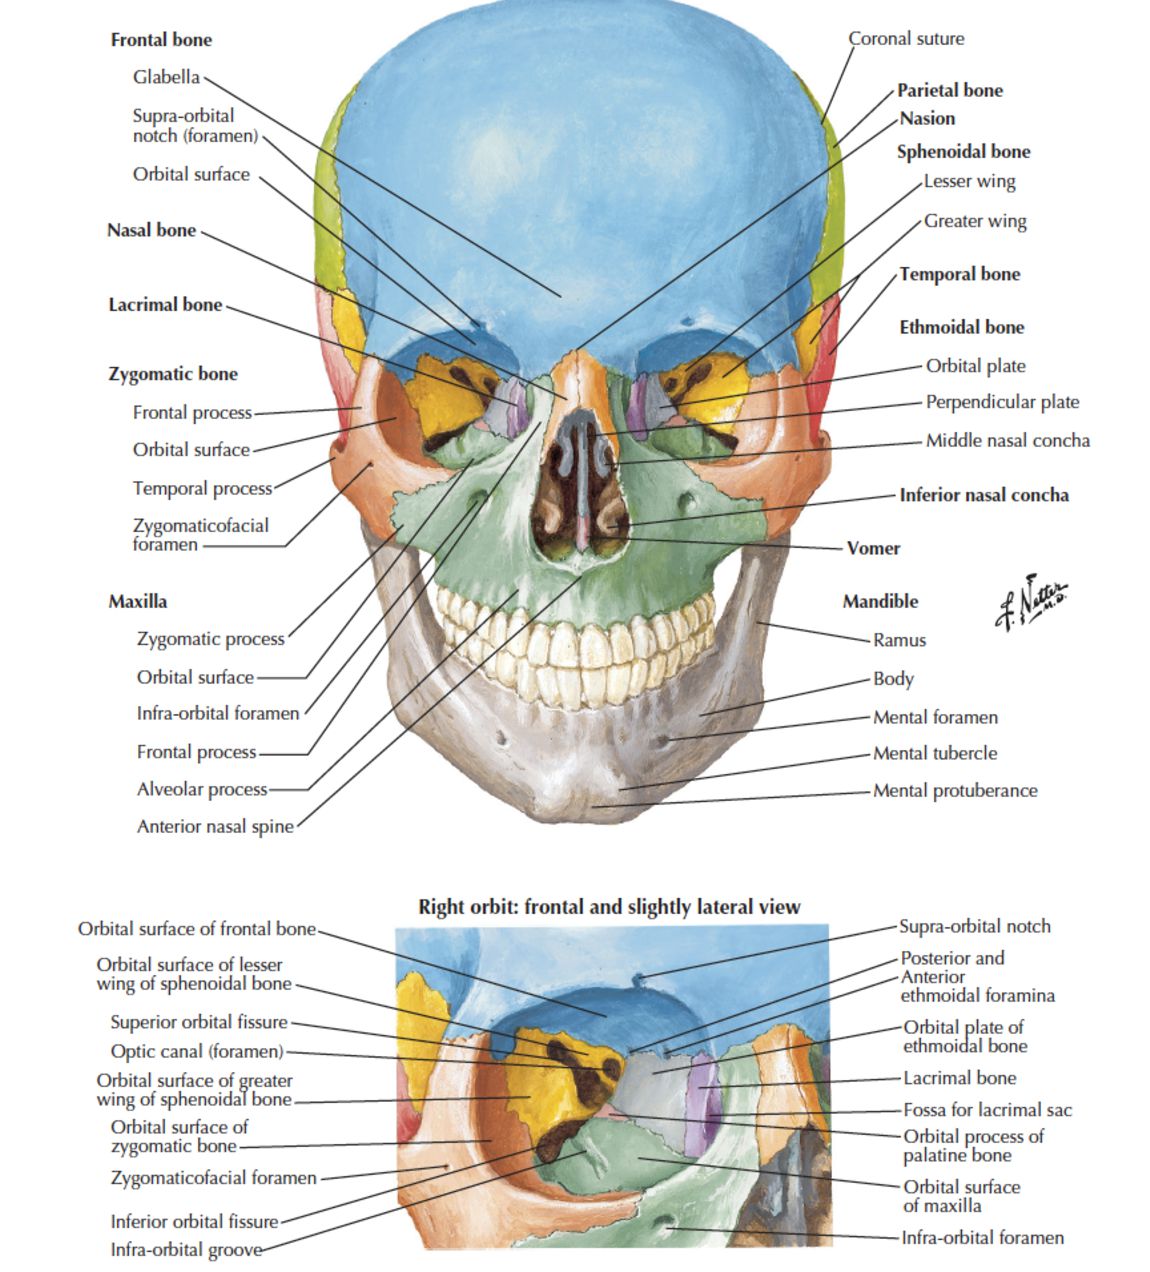 Frontal bone
Glabella
Supra-orbital
notch (foramen)
Orbital surface
Nasal bone
Lacrimal bone
Zygomatic bone
Frontal process
Orbital surface
Temporal process
Zygomaticofacial
foramen
Maxilla
Zygomatic process
Orbital surface
Infra-orbital foramen
Frontal process
Alveolar process
Anterior nasal spine
Coronal suture
Parietal bone
Nasion
Sphenoidal bone
Lesser wing
Greater wing
Temporal bone
Ethmoidal bone
Orbital plate
Perpendicular plate
Middle nasal concha
Inferior nasal concha
Vomer
Mandible
Ramus
Body
Mental foramen
Mental tubercle
Mental protuberance
F. Netter
M.D.
Right orbit: frontal and slightly lateral view
Orbital surface of frontal bone
Orbital surface of lesser
wing of sphenoidal bone
Superior orbital fissure
Optic canal (foramen)
Orbital surface of greater
wing of sphenoidal bone
Orbital surface of
zygomatic bone
Zygomaticofacial foramen
Inferior orbital fissure
Infra-orbital groove
Supra-orbital notch
Posterior and
Anterior
ethmoidal foramina
Orbital plate of
ethmoidal bone
Lacrimal bone
Fossa for lacrimal sac
Orbital process of
palatine bone
Orbital surface
of maxilla
Infra-orbital foramen